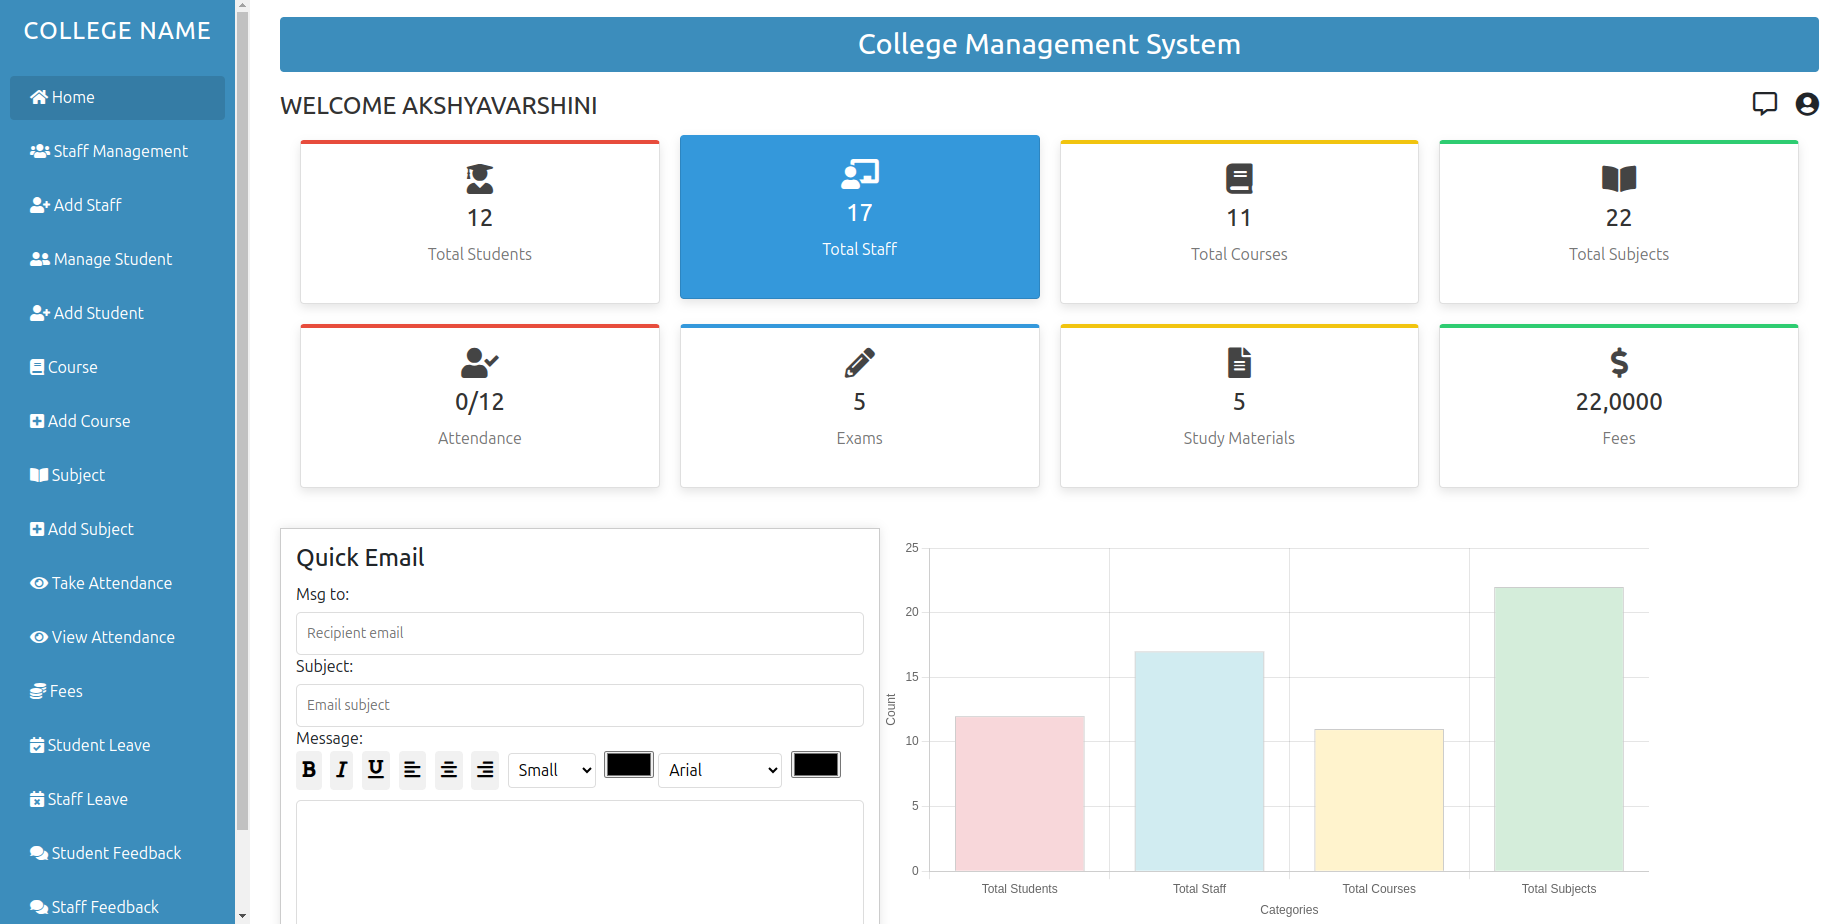 COLLEGE NAME
Home
Staff Management
Add Staff
Manage Student
Add Student
Course
Add Course
Subject
Add Subject
Take Attendance
View Attendance
Fees
Student Leave
Staff Leave
Student Feedback
Staff Feedback
College Management System
WELCOME AKSHYAVARSHINI
12
Total Students
17
Total Staff
11
Total Courses
22
Total Subjects
0/12
Attendance
5
Exams
5
Study Materials
22,0000
Fees
Quick Email
Msg to:
Recipient email
Subject:
Email subject
Message:
B I U Small Arial
25
20
15
10
5
0
Count
Total Students Total Staff Total Courses Total Subjects
Categories